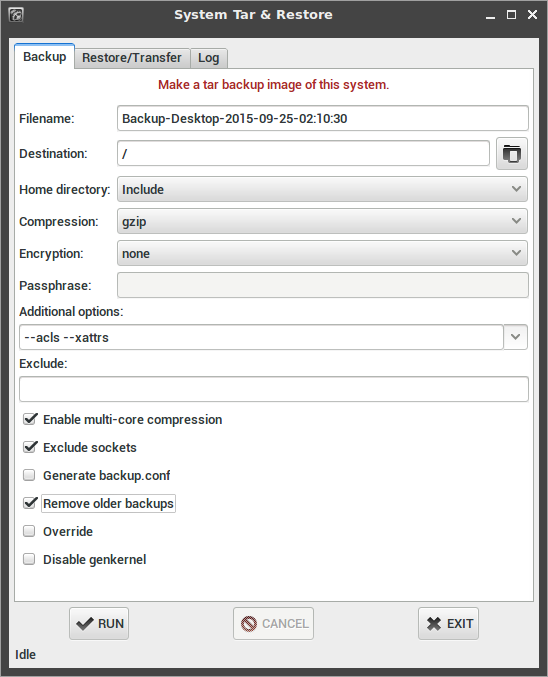 System Tar & Restore
Backup Restore/Transfer Log
Make a tar backup image of this system.
Filename: Backup-Desktop-2015-09-25-02:10:30
Destination: /
Home directory: Include
Compression: gzip
Encryption: none
Passphrase:
Additional options:
--acls --xattrs
Exclude:
Enable multi-core compression
Exclude sockets
Generate backup.conf
Remove older backups
Override
Disable genkernel
RUN CANCEL EXIT
Idle